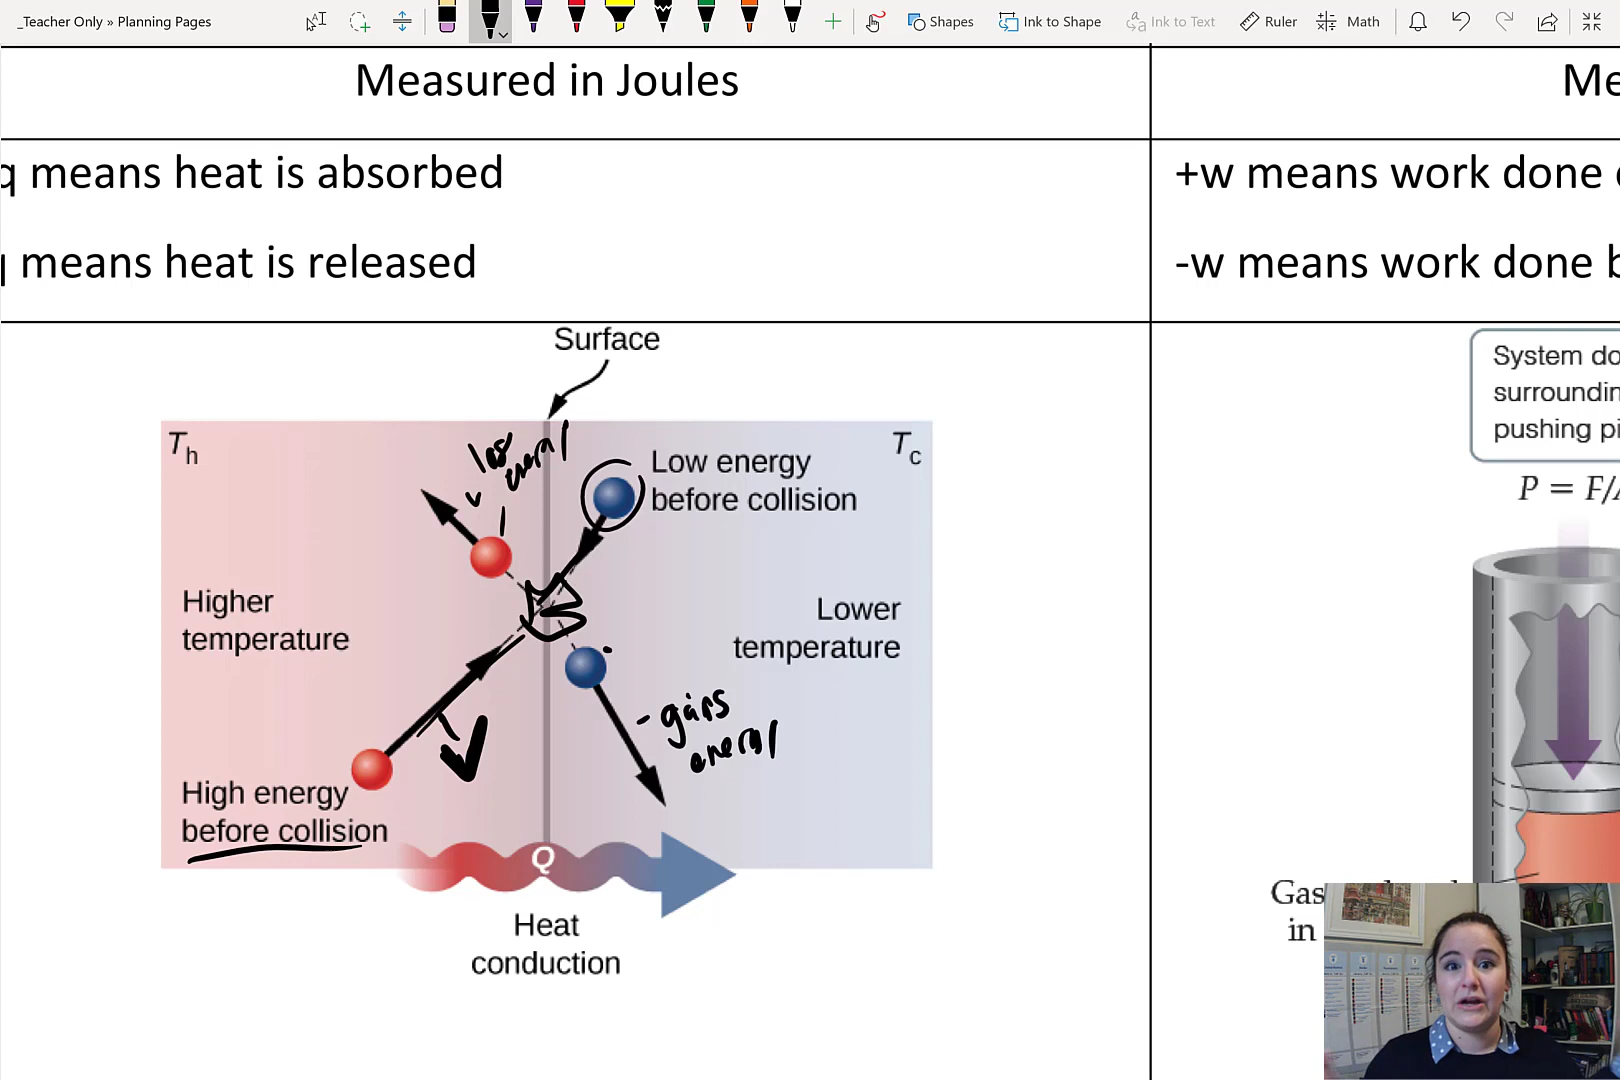 _Teacher Only » Planning Pages
Shapes
Ink to Shape
Ink to Text
Ruler
Math
Measured in Joules
Me
q means heat is absorbed
+w means work done
q means heat is released
-w means work done b
Surface
System do
surroundin
pushing pi
P = F/A
Th
Tc
Low energy
before collision
Higher
temperature
Lower
temperature
- gains
energy
High energy
before collision
Q
Heat
conduction
Gas
in